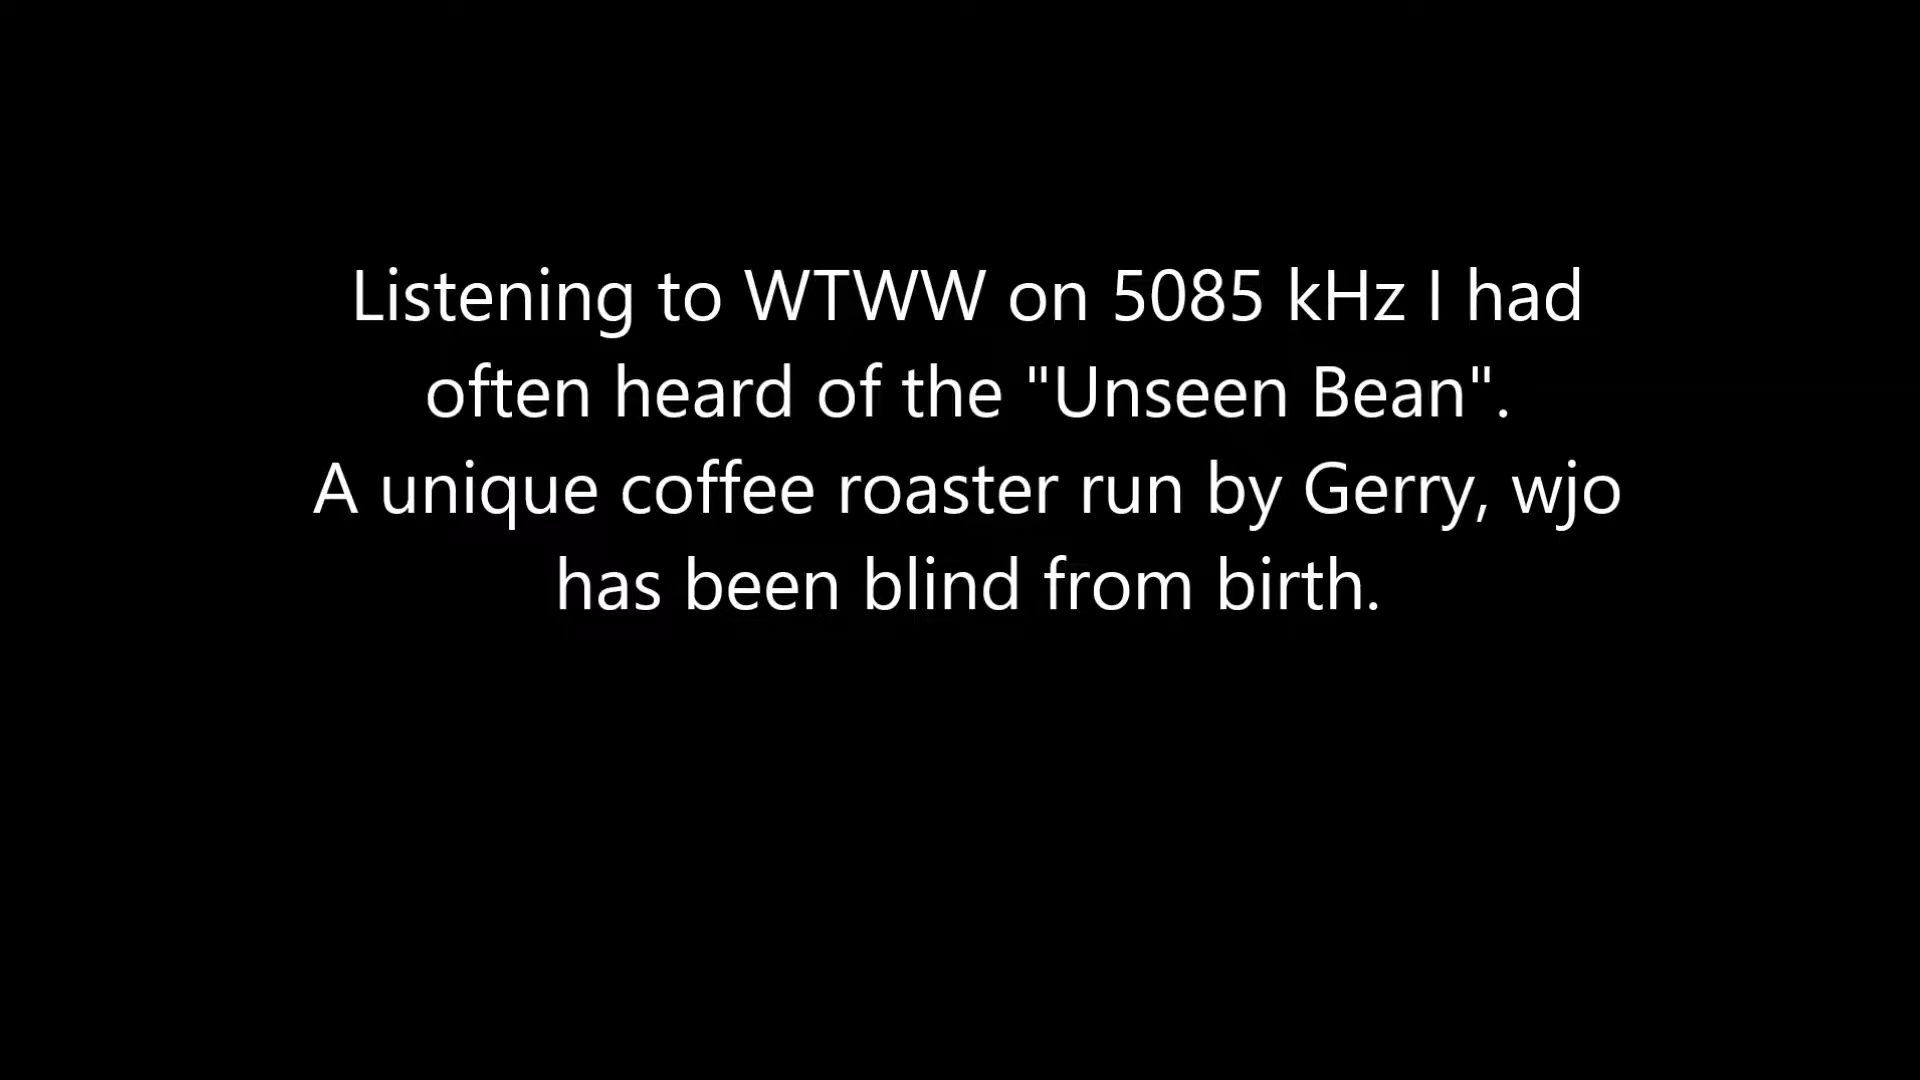 Listening to WTWW on 5085 kHz I had
often heard of the "Unseen Bean".
A unique coffee roaster run by Gerry, wjo
has been blind from birth.